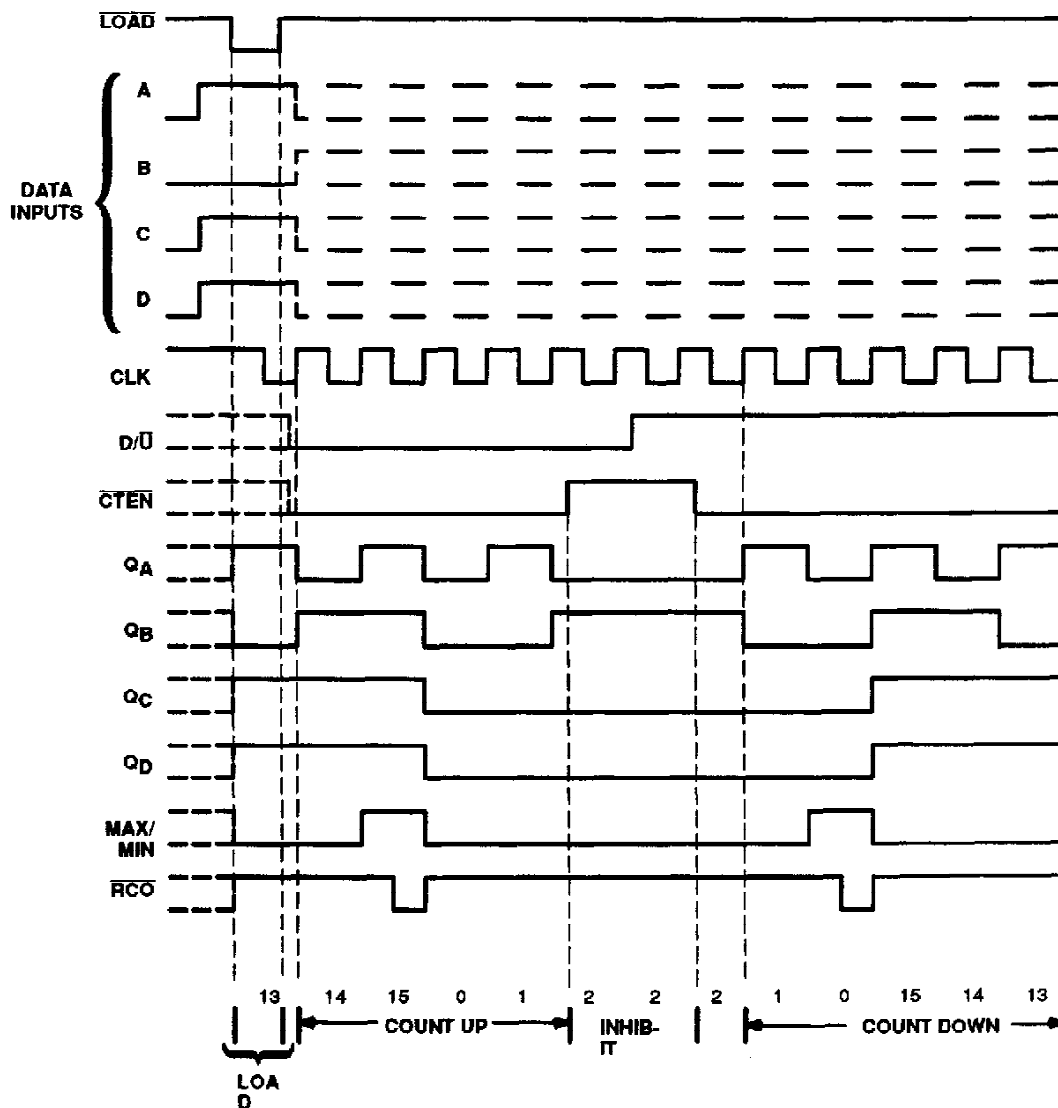 LOAD
A
B
DATA
INPUTS
C
D
CLK
D/U
CTEN
QA
QB
QC
QD
MAX/
MIN
RCO
13 14 15 0 1 2 2 2 1 0 15 14 13
COUNT UP INHIB- COUNT DOWN
IT
LOA
D